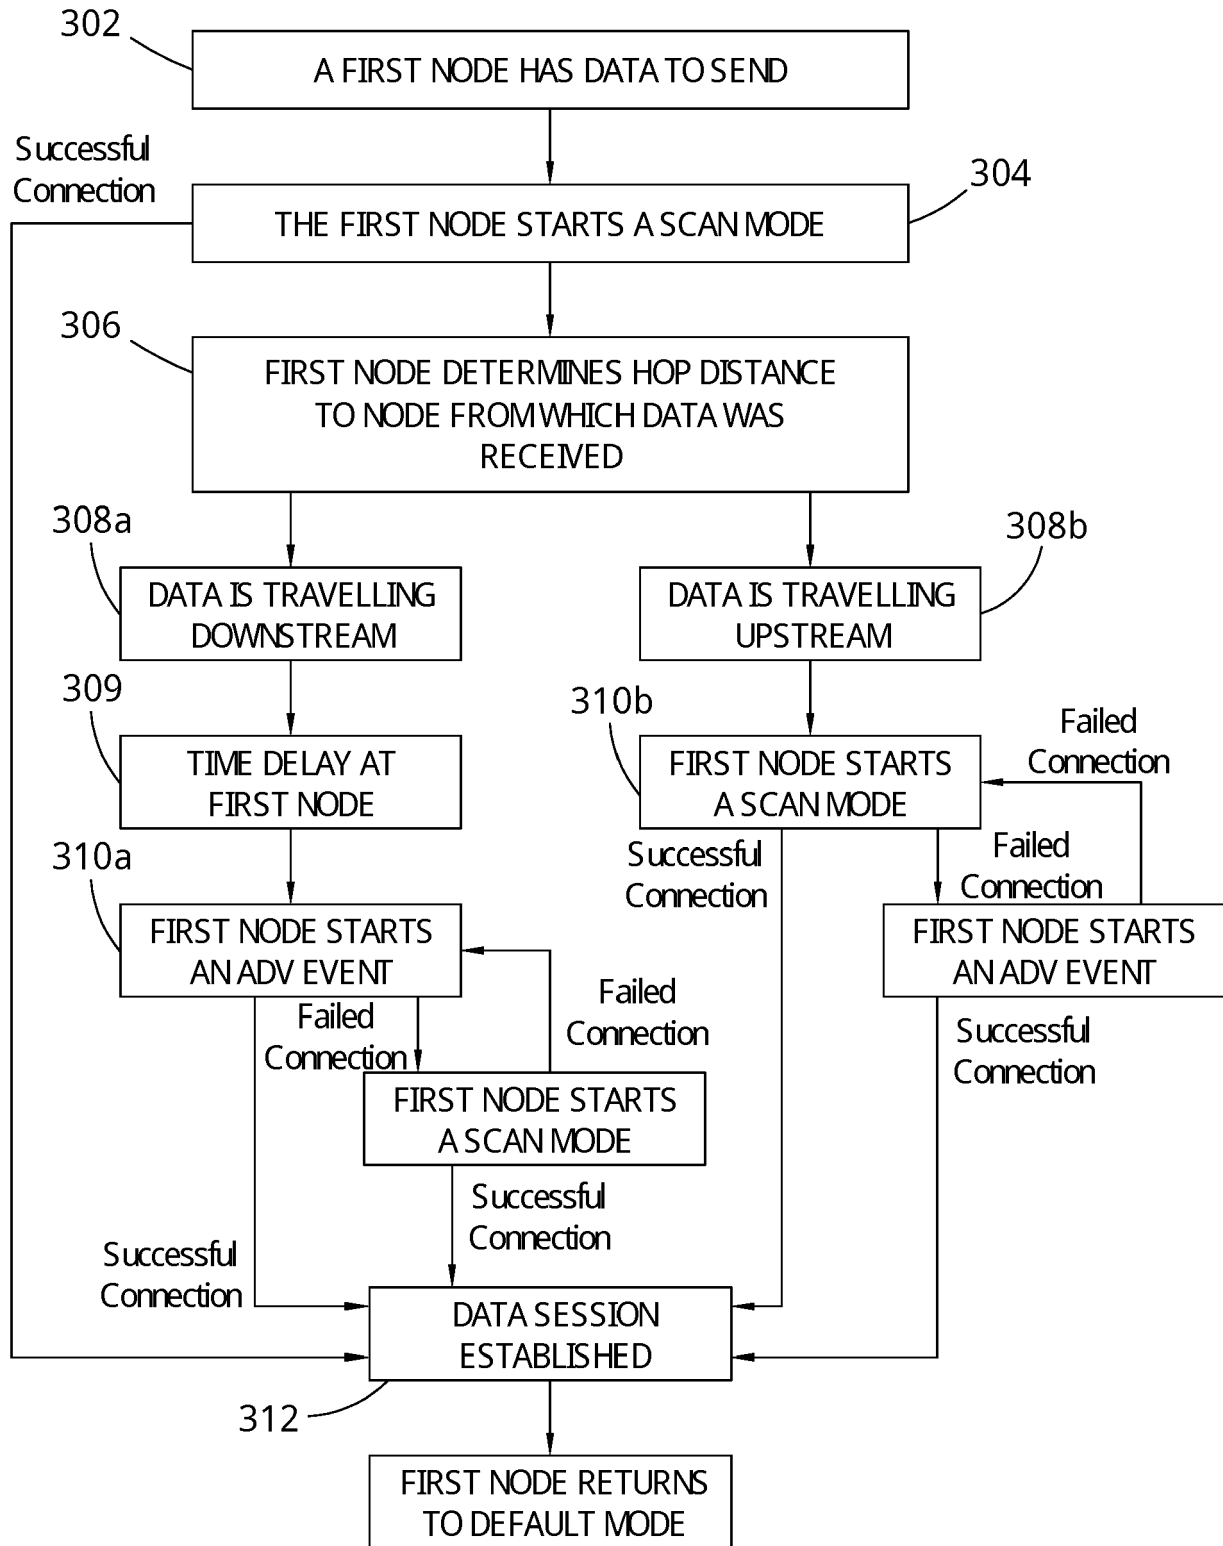 302
A FIRST NODE HAS DATA TO SEND
Successful
Connection
304
THE FIRST NODE STARTS A SCAN MODE
306
FIRST NODE DETERMINES HOP DISTANCE
TO NODE FROM WHICH DATA WAS
RECEIVED
308a
308b
DATA IS TRAVELLING
DOWNSTREAM
DATA IS TRAVELLING
UPSTREAM
309
310b
Failed
Connection
TIME DELAY AT
FIRST NODE
FIRST NODE STARTS
A SCAN MODE
310a
Successful
Connection
Failed
Connection
FIRST NODE STARTS
AN ADV EVENT
FIRST NODE STARTS
AN ADV EVENT
Failed
Connection
Failed
Connection
Successful
Connection
FIRST NODE STARTS
A SCAN MODE
Successful
Connection
Successful
Connection
DATA SESSION
ESTABLISHED
312
FIRST NODE RETURNS
TO DEFAULT MODE